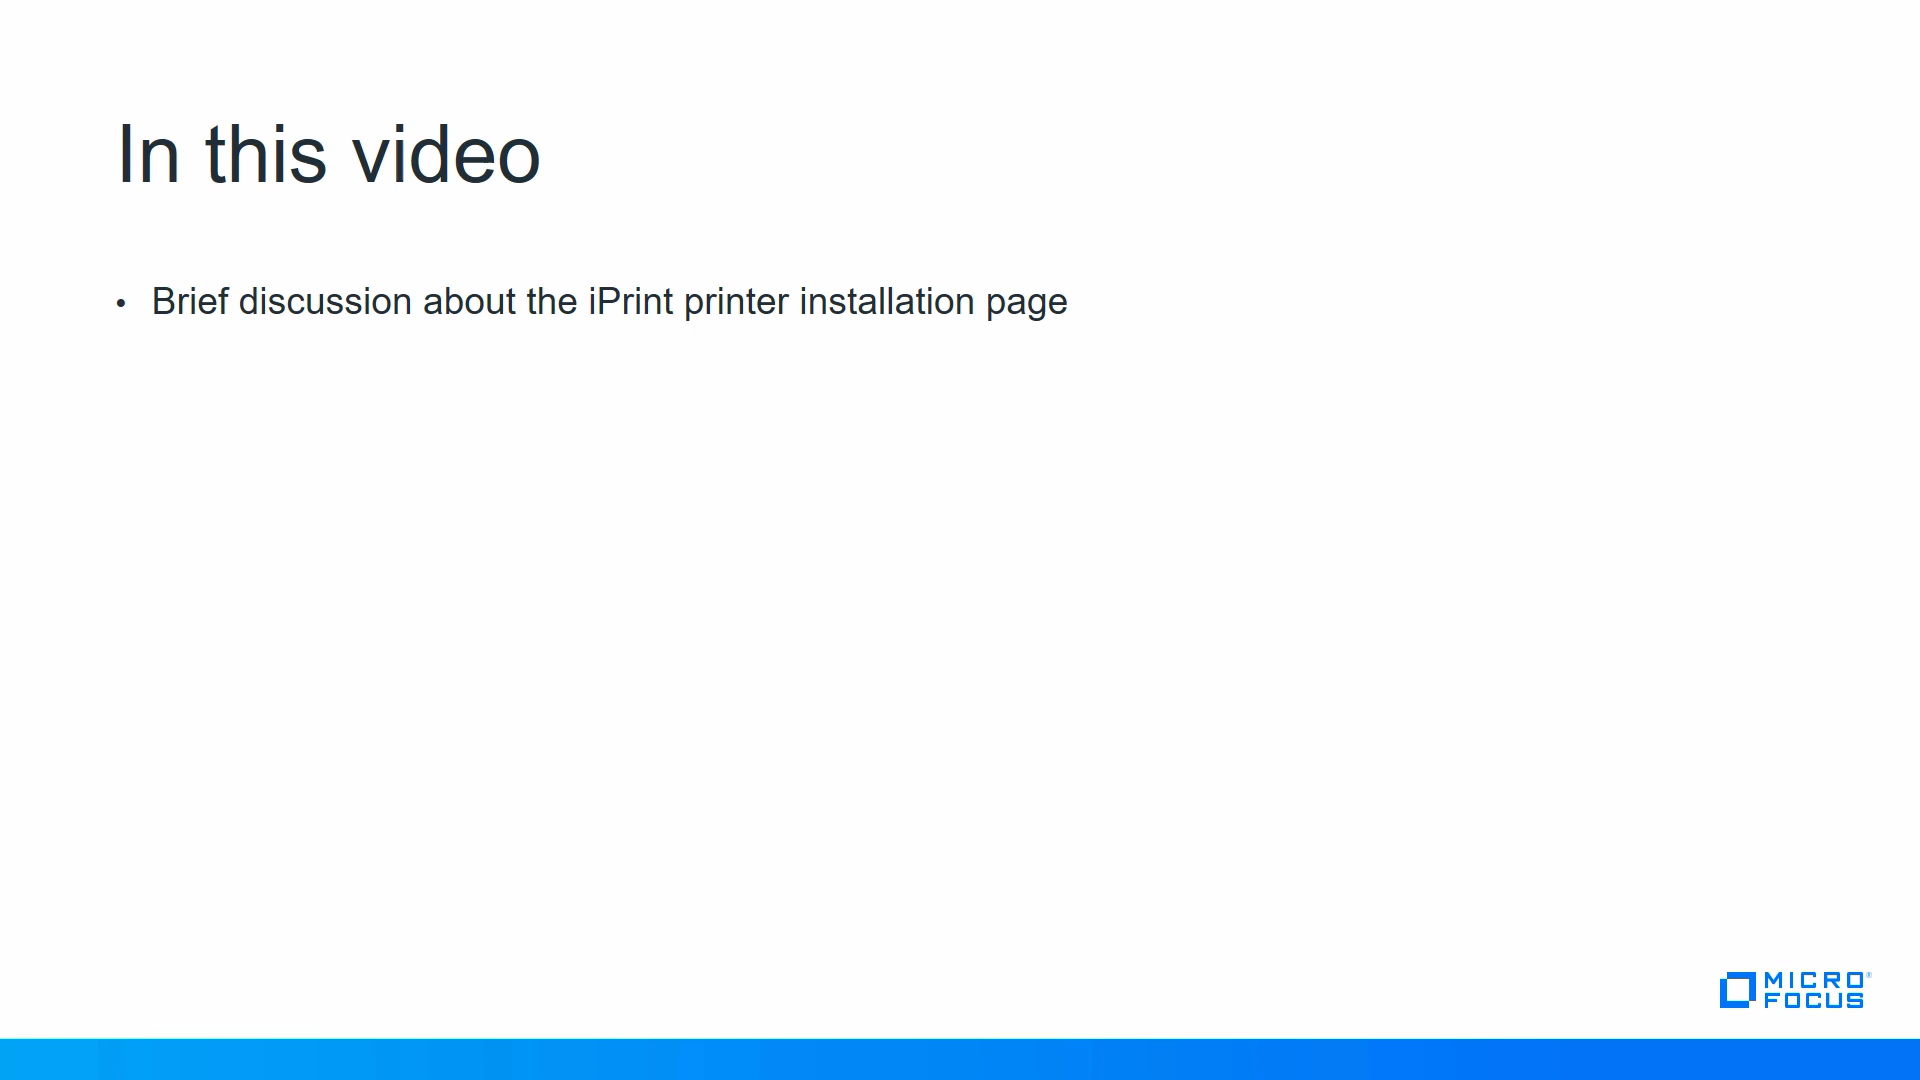 In this video
• Brief discussion about the iPrint printer installation page
MICRO®
FOCUS